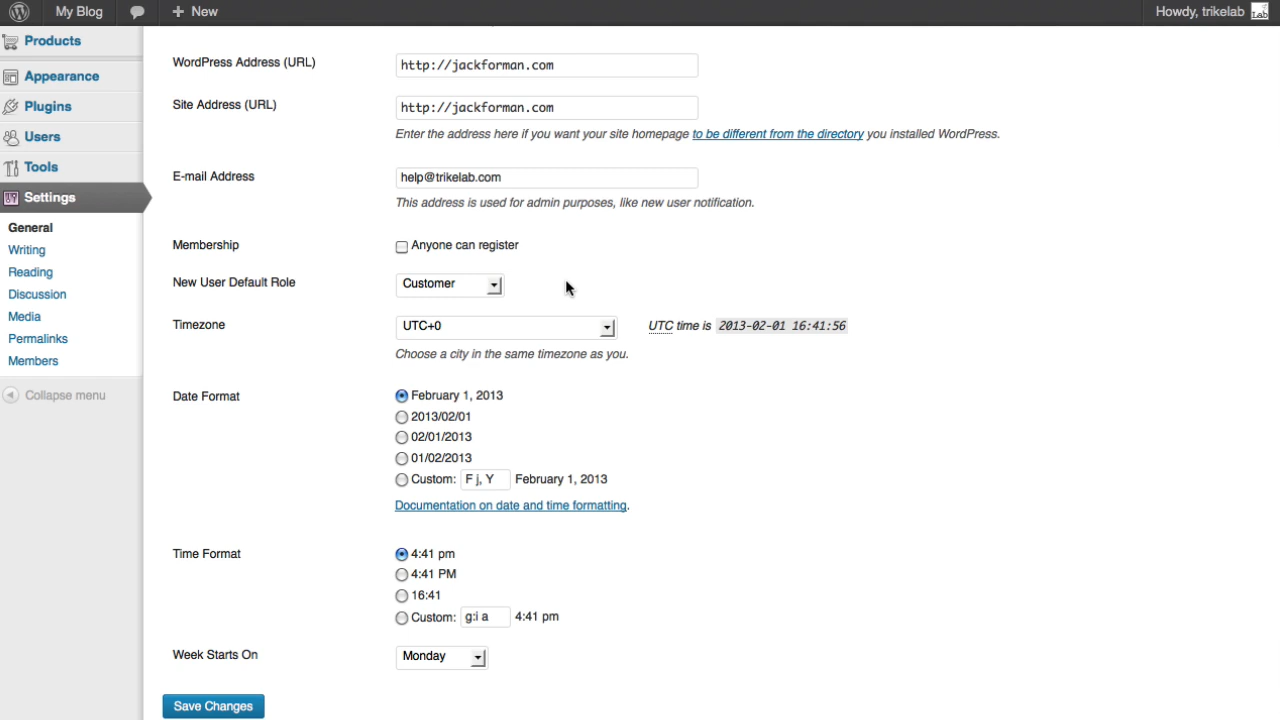 My Blog
New
Howdy, trikelab
Lab
Products
Appearance
Plugins
Users
Tools
Settings
General
Writing
Reading
Discussion
Media
Permalinks
Members
Collapse menu
WordPress Address (URL)
http://jackforman.com
Site Address (URL)
http://jackforman.com
Enter the address here if you want your site homepage to be different from the directory you installed WordPress.
E-mail Address
help@trikelab.com
This address is used for admin purposes, like new user notification.
Membership
Anyone can register
New User Default Role
Customer
Timezone
UTC+0
UTC time is 2013-02-01 16:41:56
Choose a city in the same timezone as you.
Date Format
February 1, 2013
2013/02/01
02/01/2013
01/02/2013
Custom: F j, Y February 1, 2013
Documentation on date and time formatting.
Time Format
4:41 pm
4:41 PM
16:41
Custom: g:i a 4:41 pm
Week Starts On
Monday
Save Changes